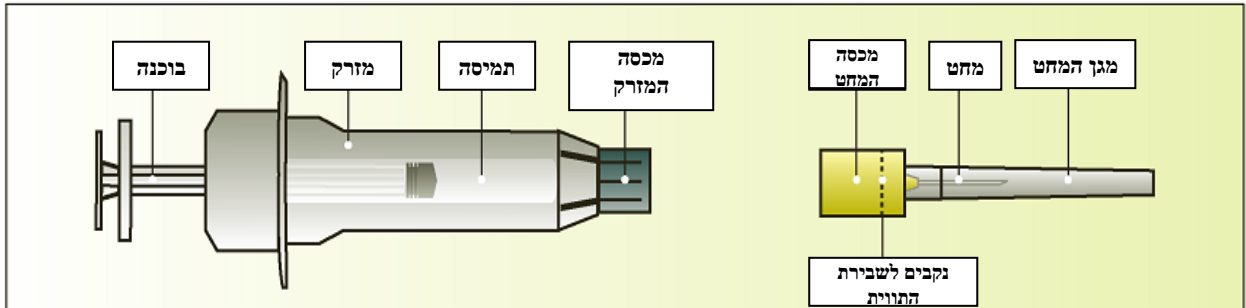 מגן המחט
מחט
מכסה
המחט
מכסה
המזרק
תמיסה
מזרק
בוכנה
נקבים לשבירת
התווית